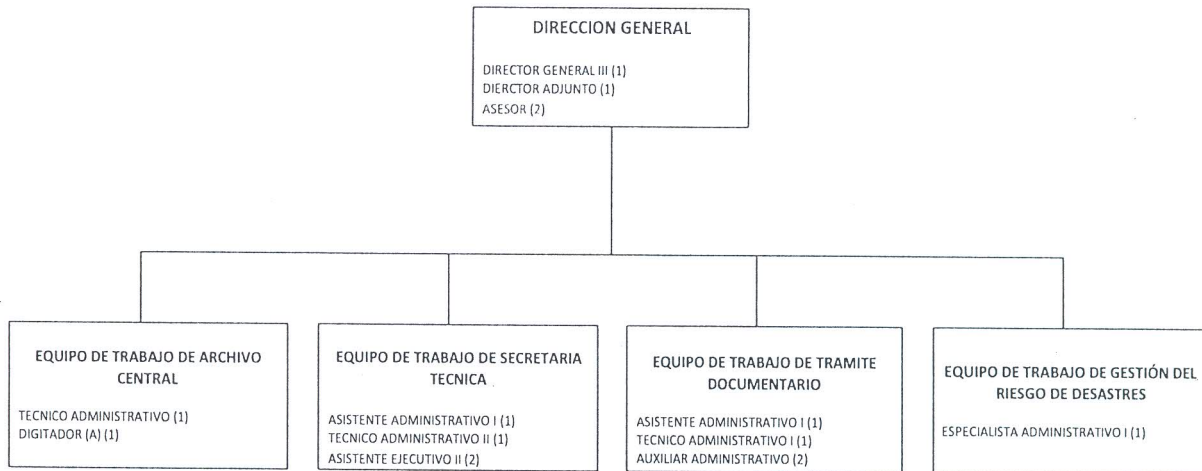 DIRECCION GENERAL
DIRECTOR GENERAL III (1)
DIERCTOR ADJUNTO (1)
ASESOR (2)
EQUIPO DE TRABAJO DE ARCHIVO
CENTRAL
TECNICO ADMINISTRATIVO (1)
DIGITADOR (A) (1)
EQUIPO DE TRABAJO DE SECRETARIA
TECNICA
ASISTENTE ADMINISTRATIVO I (1)
TECNICO ADMINISTRATIVO II (1)
ASISTENTE EJECUTIVO II (2)
EQUIPO DE TRABAJO DE TRAMITE
DOCUMENTARIO
ASISTENTE ADMINISTRATIVO I (1)
TECNICO ADMINISTRATIVO I (1)
AUXILIAR ADMINISTRATIVO (2)
EQUIPO DE TRABAJO DE GESTIÓN DEL
RIESGO DE DESASTRES
ESPECIALISTA ADMINISTRATIVO I (1)